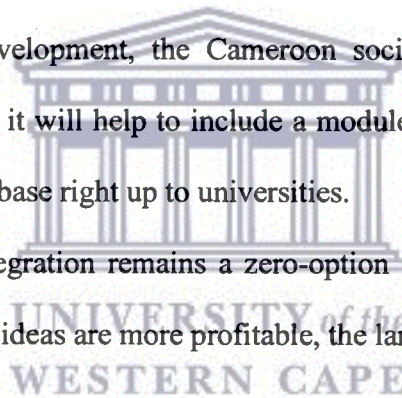 velopment, the Cameroon soci
it will help to include a module
base right up to universities.
egration remains a zero-option
UNIVERSITY of the
ideas are more profitable, the lar
WESTERN CAPE